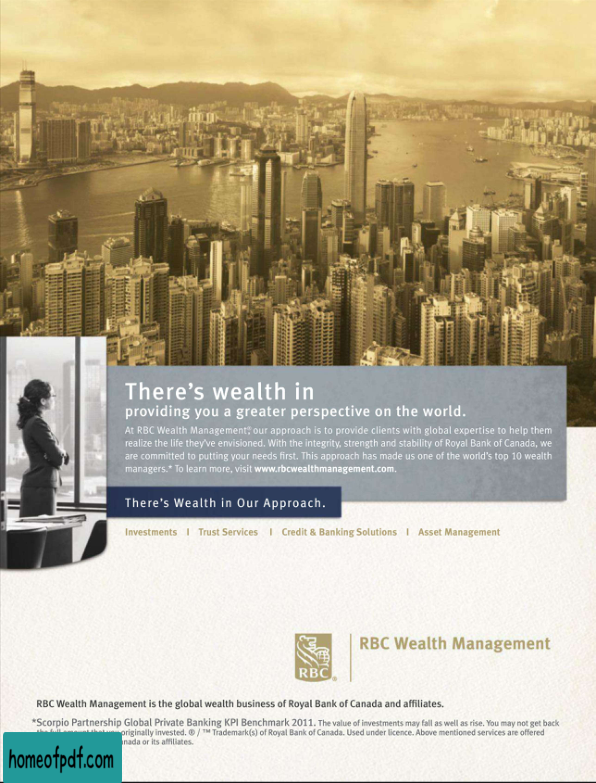 There's wealth in
providing you a greater perspective on the world.
At RBC Wealth Management,® our approach is to provide clients with global expertise to help them
realize the life they've envisioned. With the integrity, strength and stability of Royal Bank of Canada, we
are committed to putting your needs first. This approach has made us one of the world's top 10 wealth
managers.* To learn more, visit www.rbcwealthmanagement.com.
There's Wealth in Our Approach.
Investments | Trust Services | Credit & Banking Solutions | Asset Management
RBC Wealth Management
RBC ®
RBC Wealth Management is the global wealth business of Royal Bank of Canada and affiliates.
*Scorpio Partnership Global Private Banking KPI Benchmark 2011. The value of investments may fall as well as rise. You may not get back
originally invested. ® / ™ Trademark(s) of Royal Bank of Canada. Used under licence. Above mentioned services are offered
or its affiliates.
homeofpdf.com